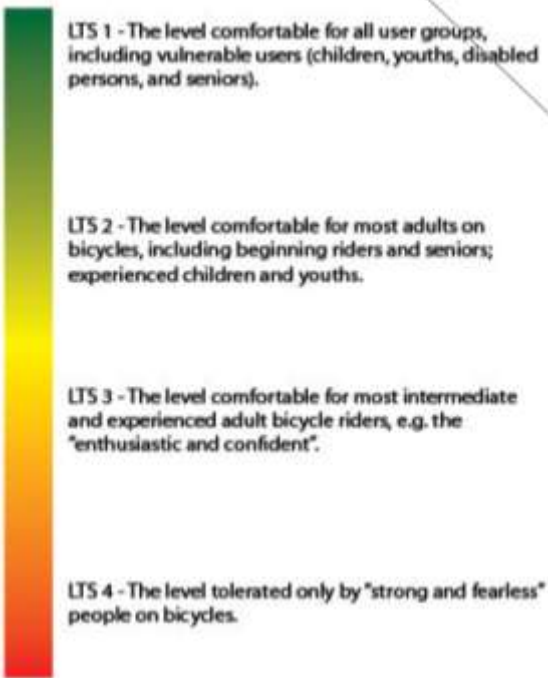 LTS 1 - The level comfortable for all user groups,
including vulnerable users (children, youths, disabled
persons, and seniors).
LTS 2 - The level comfortable for most adults on
bicycles, including beginning riders and seniors;
experienced children and youths.
LTS 3 - The level comfortable for most intermediate
and experienced adult bicycle riders, e.g. the
"enthusiastic and confident".
LTS 4 - The level tolerated only by "strong and fearless"
people on bicycles.